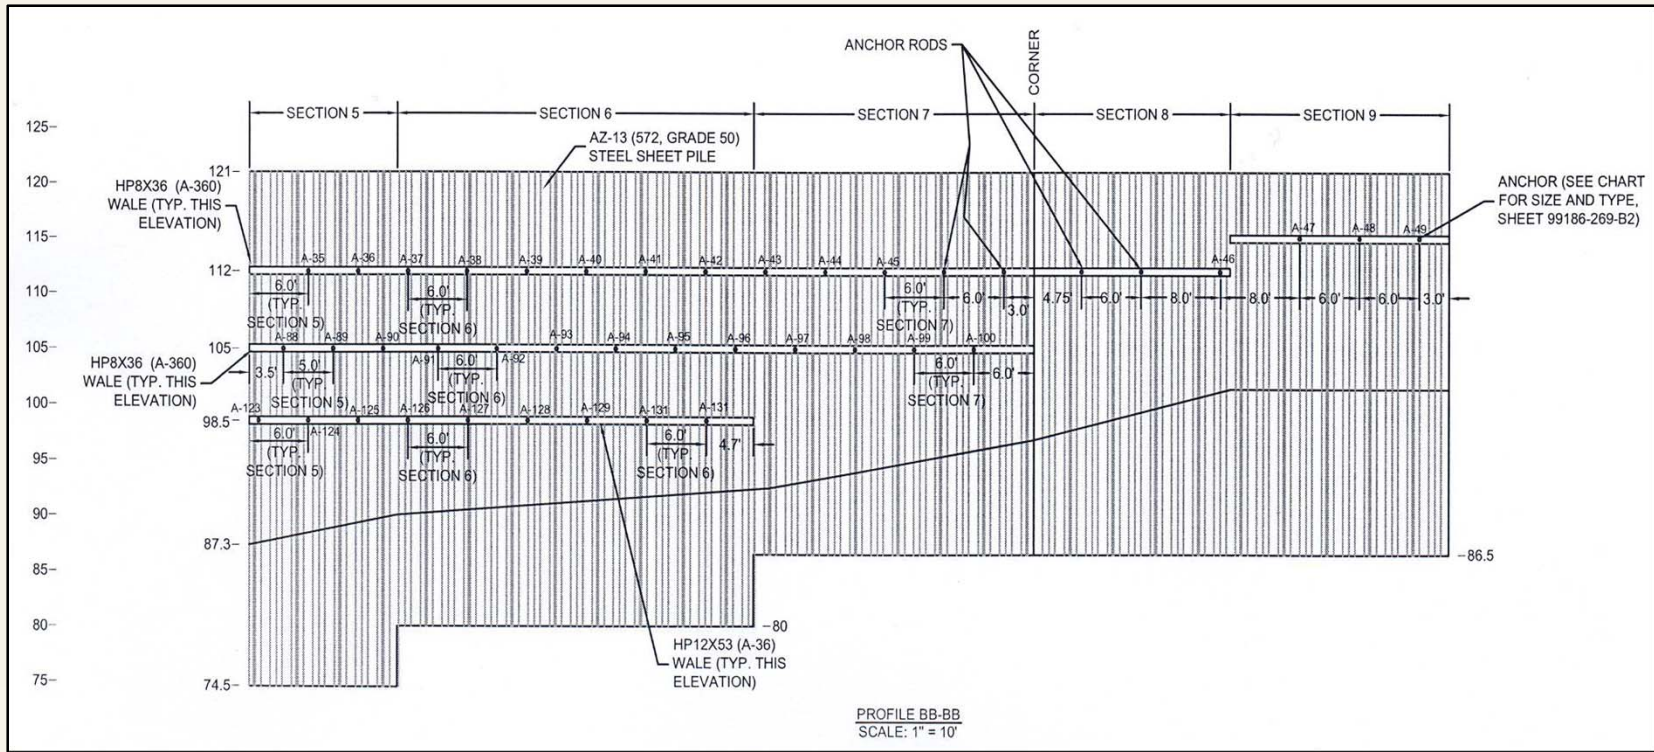 ANCHOR RODS
CORNER
SECTION 5
SECTION 6
SECTION 7
SECTION 8
SECTION 9
125
AZ-13 (572, GRADE 50)
STEEL SHEET PILE
121
120
HP8X36 (A-360)
WALE (TYP. THIS
ELEVATION)
ANCHOR (SEE CHART
FOR SIZE AND TYPE,
SHEET 99186-269-B2)
115
A-47
A-48
A-49
A-35
A-36
A-37
A-38
A-39
A-40
A-41
A-42
A-43
A-44
A-45
A-46
112
110
6.0'
(TYP.
SECTION 5)
6.0'
(TYP.
SECTION 6)
6.0'
(TYP.
SECTION 7)
6.0'
3.0'
4.75'
6.0'
8.0'
8.0'
6.0'
6.0'
3.0'
A-88
A-89
A-90
A-91
A-92
A-93
A-94
A-95
A-96
A-97
A-98
A-99
A-100
105
105
HP8X36 (A-360)
WALE (TYP. THIS
ELEVATION)
3.5'
5.0'
(TYP.
SECTION 5)
6.0'
(TYP.
SECTION 6)
6.0'
(TYP.
SECTION 7)
6.0'
100
A-123
A-124
A-125
A-126
A-127
A-128
A-129
A-131
A-131
98.5
6.0'
(TYP.
SECTION 5)
6.0'
(TYP.
SECTION 6)
6.0'
(TYP.
SECTION 6)
4.7'
95
90
87.3
85
86.5
80
80
HP12X53 (A-36)
WALE (TYP. THIS
ELEVATION)
75
74.5
PROFILE BB-BB
SCALE: 1" = 10'